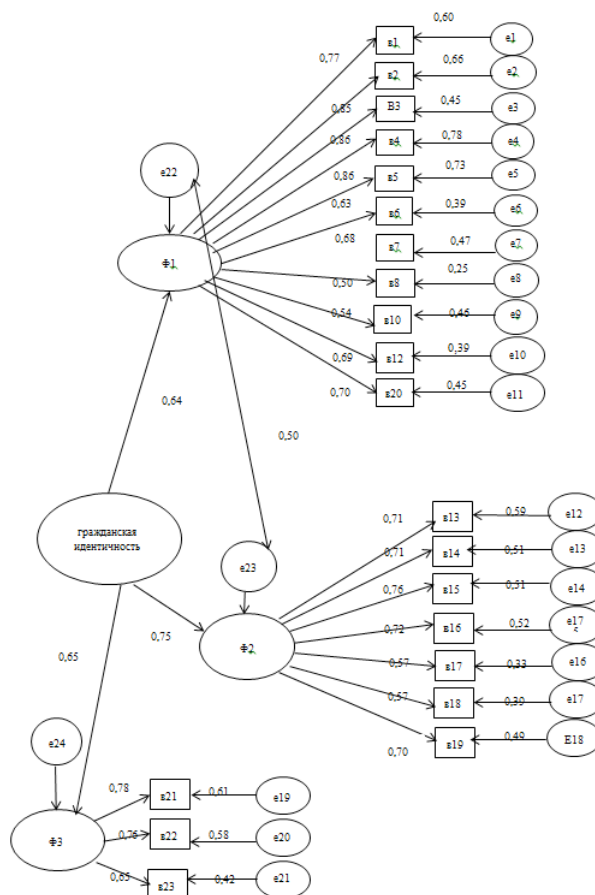 0,60
в1
е1
0,77
0,66
в2
е2
0,85
В3
0,45
е3
0,86
в4
0,78
е4
е22
0,86
в5
0,73
е5
0,63
в6
0,39
е6
0,68
в7
0,47
е7
Ф1
0,50
в8
0,25
е8
0,54
в10
0,46
е9
0,69
в12
0,39
е10
0,70
в20
0,45
е11
0,64
0,50
гражданская
идентичность
0,71
в13
0,59
е12
0,71
в14
0,51
е13
е23
0,76
в15
0,51
е14
0,75
Ф2
0,72
в16
0,52
е17
0,65
0,57
в17
0,33
е16
0,57
в18
0,39
е17
0,70
в19
0,49
Е18
е24
0,78
в21
0,61
е19
Ф3
0,76
в22
0,58
е20
0,65
в23
0,42
е21